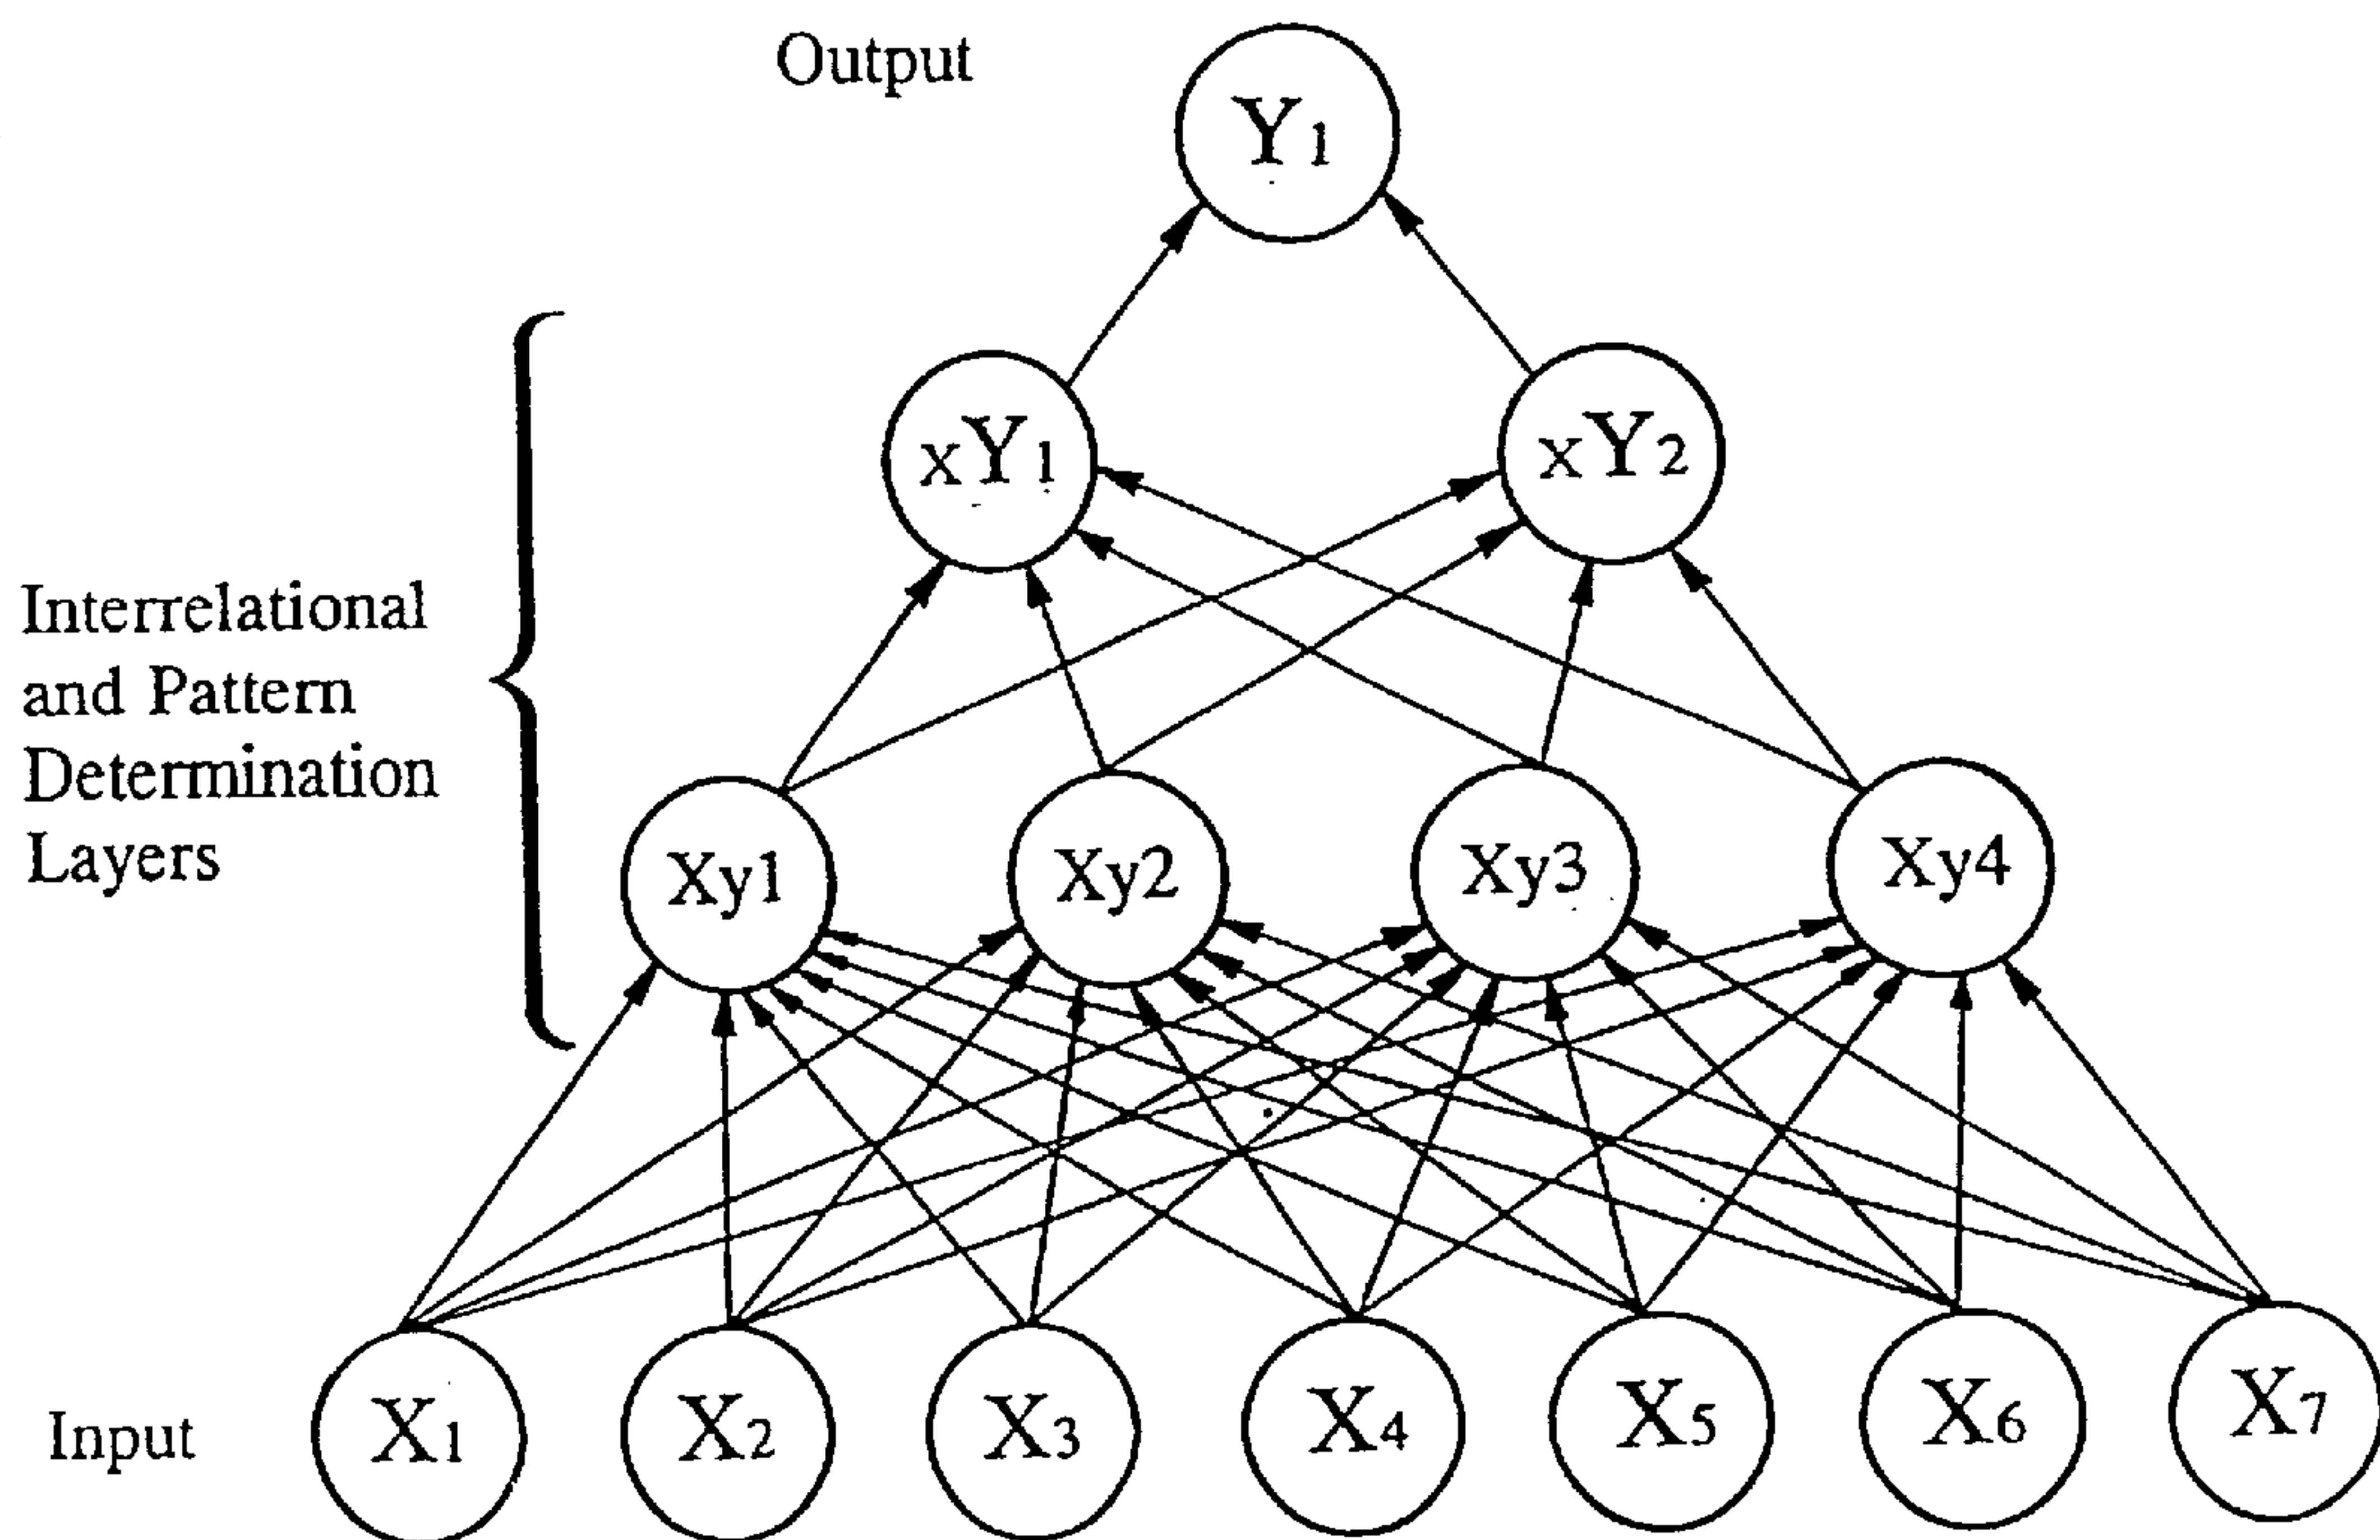 Output
Y1
xY1
xY2
Interrelational
and Pattern
Determination
Layers
Xy1
Xy2
Xy3
Xy4
Input
X1
X2
X3
X4
X5
X6
X7